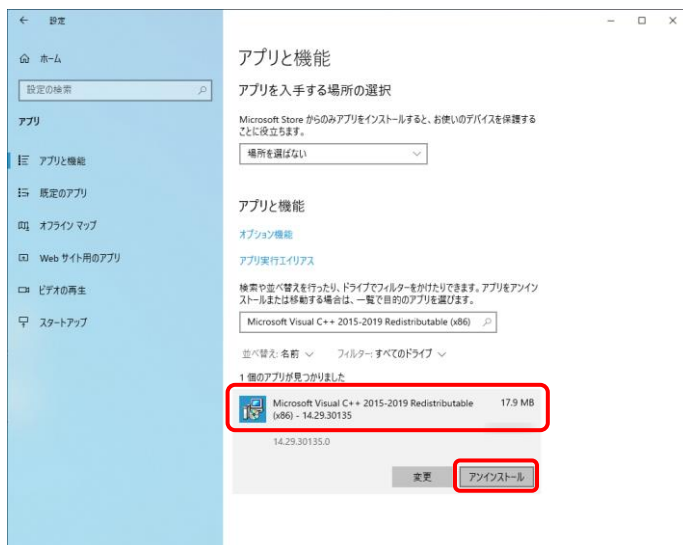 設定
ホーム
設定の検索
アプリ
アプリと機能
既定のアプリ
オフライン マップ
Web サイト用のアプリ
ビデオの再生
スタートアップ
アプリと機能
アプリを入手する場所の選択
Microsoft Store からのみアプリをインストールすると、お使いのデバイスを保護する
ことに役立ちます。
場所を選ばない
アプリと機能
オプション機能
アプリ実行エイリアス
検索や並べ替えを行ったり、ドライブでフィルターをかけたりできます。アプリをアンイン
ストールまたは移動する場合は、一覧で目的のアプリを選びます。
Microsoft Visual C++ 2015-2019 Redistributable (x86)
並べ替え: 名前 フィルター: すべてのドライブ
1 個のアプリが見つかりました
Microsoft Visual C++ 2015-2019 Redistributable 17.9 MB
(x86) - 14.29.30135
14.29.30135.0
変更 アンインストール